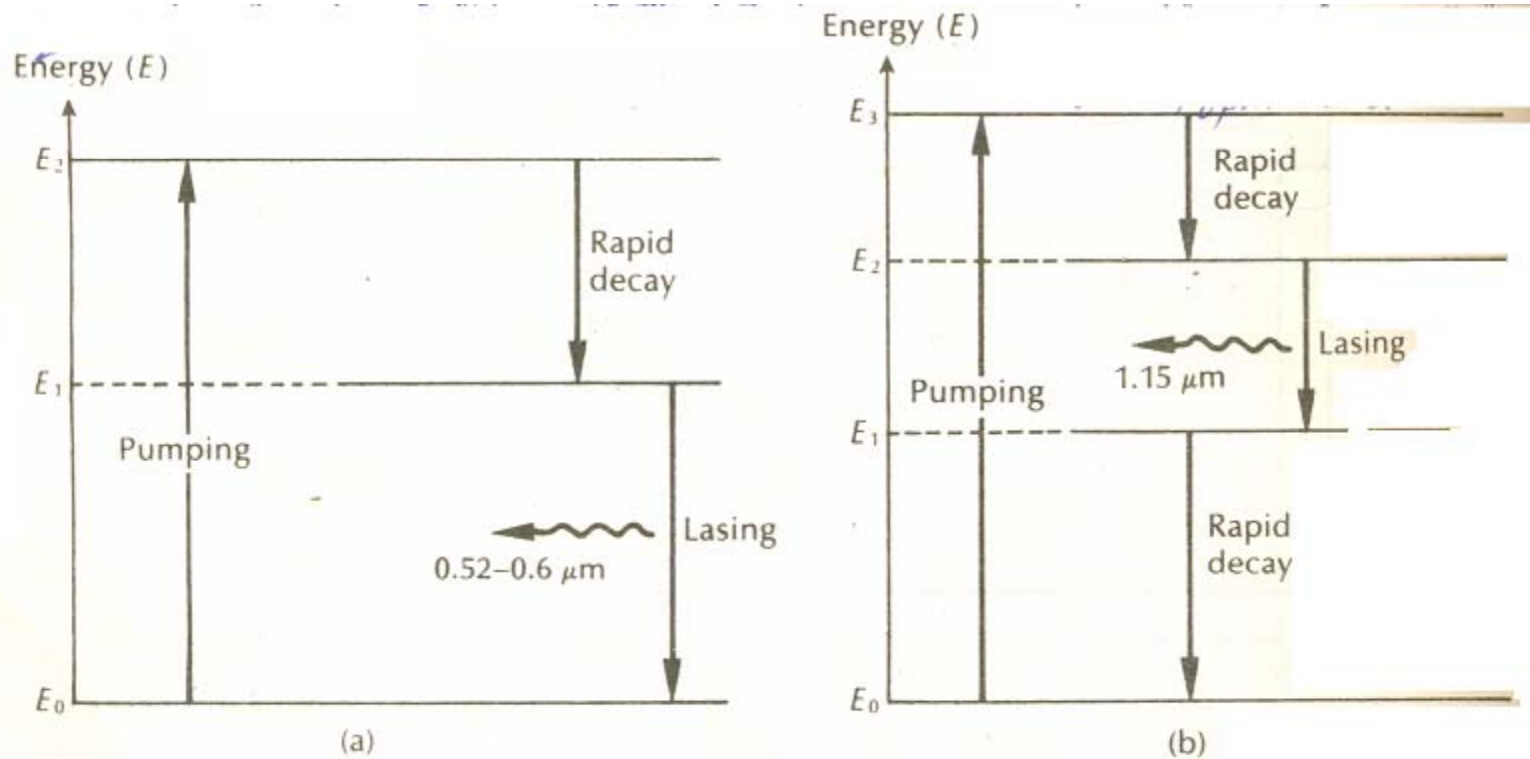 Energy (E)
E₂
Rapid
decay
E₁
Pumping
Lasing
0.52–0.6 μm
E₀
(a)
Energy (E)
E₃
Rapid
decay
E₂
Lasing
1.15 μm
Pumping
E₁
Rapid
decay
E₀
(b)